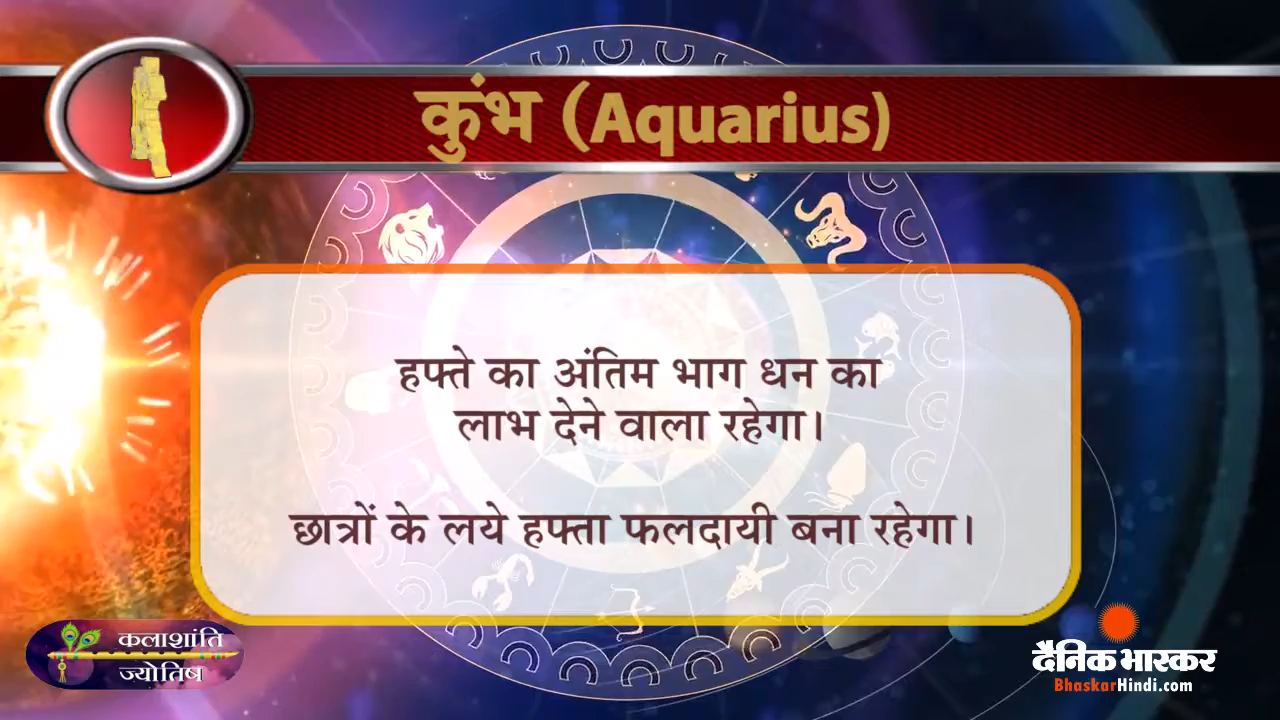 कुंभ (Aquarius)
हफ्ते का अंतिम भाग धन का
लाभ देने वाला रहेगा।
छात्रों के लये हफ्ता फलदायी बना रहेगा।
कलाशांति
ज्योतिष
दैनिक भास्कर
BhaskarHindi.com